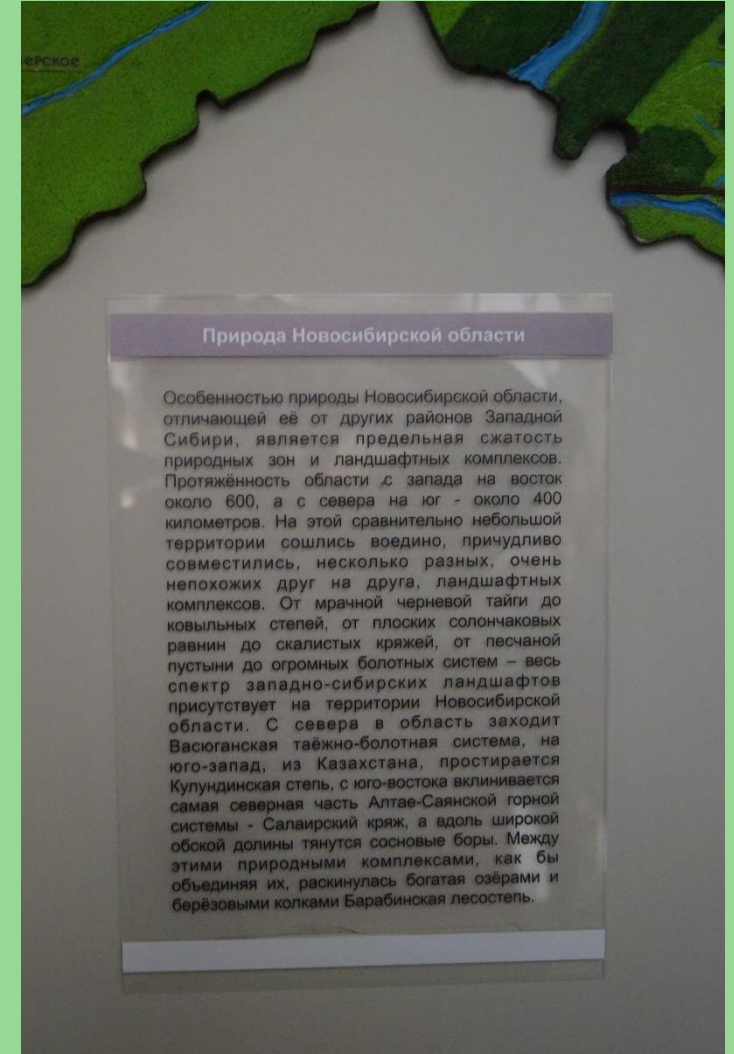 ерское
Природа Новосибирской области
Особенностью природы Новосибирской области,
отличающей её от других районов Западной
Сибири, является предельная сжатость
природных зон и ландшафтных комплексов.
Протяжённость области с запада на восток
около 600, а с севера на юг - около 400
километров. На этой сравнительно небольшой
территории сошлись воедино, причудливо
совместились, несколько разных, очень
непохожих друг на друга, ландшафтных
комплексов. От мрачной черневой тайги до
ковыльных степей, от плоских солончаковых
равнин до скалистых кряжей, от песчаной
пустыни до огромных болотных систем – весь
спектр западно-сибирских ландшафтов
присутствует на территории Новосибирской
области. С севера в область заходит
Васюганская таёжно-болотная система, на
юго-запад, из Казахстана, простирается
Кулундинская степь, с юго-востока вклинивается
самая северная часть Алтае-Саянской горной
системы - Салаирский кряж, а вдоль широкой
обской долины тянутся сосновые боры. Между
этими природными комплексами, как бы
объединяя их, раскинулась богатая озёрами и
берёзовыми колками Барабинская лесостепь.